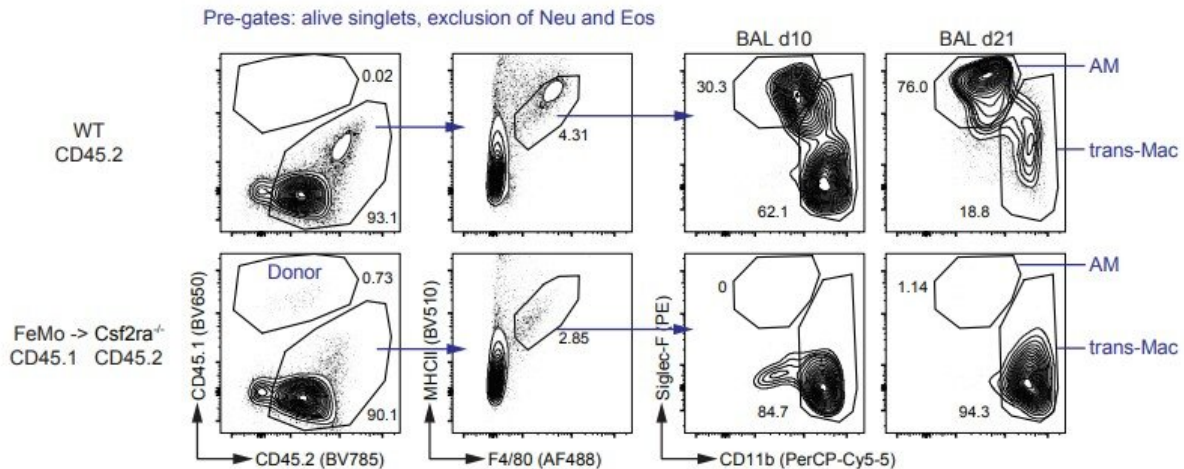 Pre-gates: alive singlets, exclusion of Neu and Eos
BAL d10
BAL d21
WT
CD45.2
0.02
93.1
4.31
30.3
62.1
76.0
18.8
AM
trans-Mac
FeMo -> Csf2ra-/-
CD45.1 CD45.2
Donor
0.73
90.1
2.85
0
84.7
1.14
94.3
AM
trans-Mac
CD45.1 (BV650)
CD45.2 (BV785)
MHCII (BV510)
F4/80 (AF488)
Siglec-F (PE)
CD11b (PerCP-Cy5-5)